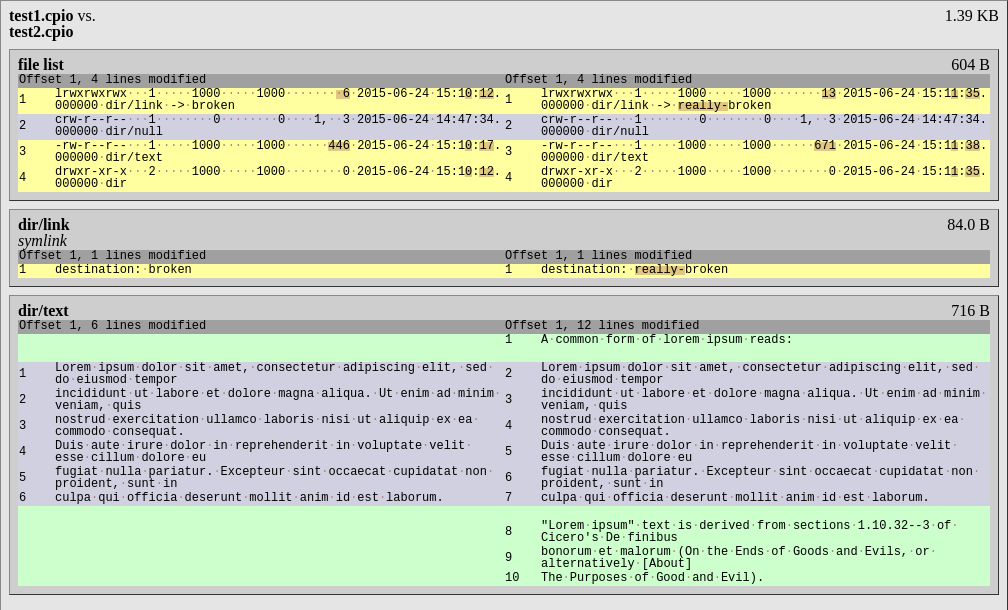 test1.cpio vs. 1.39 KB
test2.cpio
file list 604 B
Offset 1, 4 lines modified Offset 1, 4 lines modified
1 lrwxrwxrwx···1·····1000·····1000········6·2015-06-24·15:10:12. 1 lrwxrwxrwx···1·····1000·····1000·······13·2015-06-24·15:11:35.
000000·dir/link·->·broken 000000·dir/link·->·really-broken
2 crw-r--r--···1········0········0····1,··3·2015-06-24·14:47:34. 2 crw-r--r--···1········0········0····1,··3·2015-06-24·14:47:34.
000000·dir/null 000000·dir/null
3 -rw-r--r--···1·····1000·····1000······446·2015-06-24·15:10:17. 3 -rw-r--r--···1·····1000·····1000······671·2015-06-24·15:11:38.
000000·dir/text 000000·dir/text
4 drwxr-xr-x···2·····1000·····1000········0·2015-06-24·15:10:12. 4 drwxr-xr-x···2·····1000·····1000········0·2015-06-24·15:11:35.
000000·dir 000000·dir
dir/link 84.0 B
symlink
Offset 1, 1 lines modified Offset 1, 1 lines modified
1 destination:·broken 1 destination:·really-broken
dir/text 716 B
Offset 1, 6 lines modified Offset 1, 12 lines modified
1 A·common·form·of·lorem·ipsum·reads:
1 Lorem·ipsum·dolor·sit·amet,·consectetur·adipiscing·elit,·sed· 2 Lorem·ipsum·dolor·sit·amet,·consectetur·adipiscing·elit,·sed·
do·eiusmod·tempor do·eiusmod·tempor
2 incididunt·ut·labore·et·dolore·magna·aliqua.·Ut·enim·ad·minim· 3 incididunt·ut·labore·et·dolore·magna·aliqua.·Ut·enim·ad·minim·
veniam,·quis veniam,·quis
3 nostrud·exercitation·ullamco·laboris·nisi·ut·aliquip·ex·ea· 4 nostrud·exercitation·ullamco·laboris·nisi·ut·aliquip·ex·ea·
commodo·consequat. commodo·consequat.
4 Duis·aute·irure·dolor·in·reprehenderit·in·voluptate·velit· 5 Duis·aute·irure·dolor·in·reprehenderit·in·voluptate·velit·
esse·cillum·dolore·eu esse·cillum·dolore·eu
5 fugiat·nulla·pariatur.·Excepteur·sint·occaecat·cupidatat·non· 6 fugiat·nulla·pariatur.·Excepteur·sint·occaecat·cupidatat·non·
proident,·sunt·in proident,·sunt·in
6 culpa·qui·officia·deserunt·mollit·anim·id·est·laborum. 7 culpa·qui·officia·deserunt·mollit·anim·id·est·laborum.
8 "Lorem·ipsum"·text·is·derived·from·sections·1.10.32--3·of·
Cicero's·De·finibus
9 bonorum·et·malorum·(On·the·Ends·of·Goods·and·Evils,·or·
alternatively·[About]
10 The·Purposes·of·Good·and·Evil).